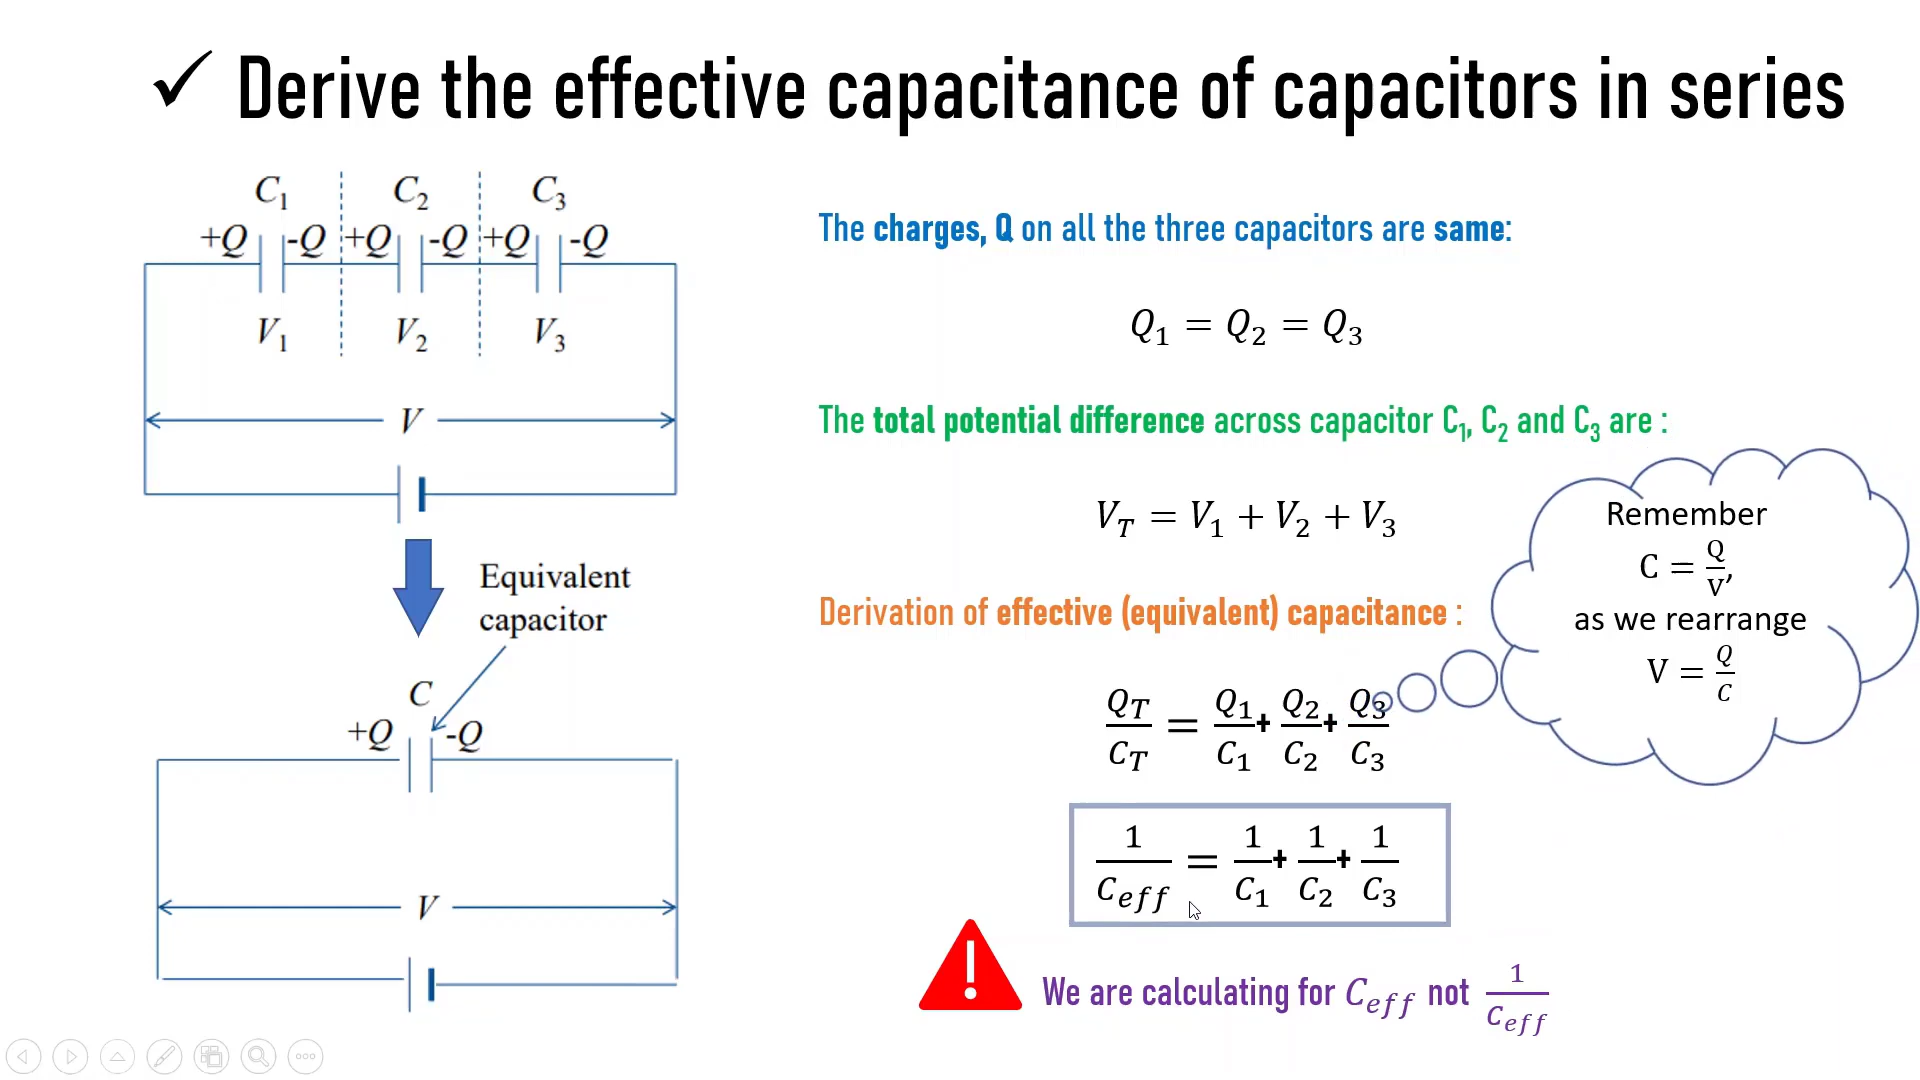 ✓ Derive the effective capacitance of capacitors in series
C₁ C₂ C₃
+Q -Q +Q -Q +Q -Q
V₁ V₂ V₃
V
Equivalent
capacitor
C
+Q -Q
V
The charges, Q on all the three capacitors are same:
Q₁ = Q₂ = Q₃
The total potential difference across capacitor C₁, C₂ and C₃ are :
V_T = V₁ + V₂ + V₃
Derivation of effective (equivalent) capacitance :
Q_T/C_T = Q₁/C₁ + Q₂/C₂ + Q₃/C₃
1/C_eff = 1/C₁ + 1/C₂ + 1/C₃
We are calculating for C_eff not 1/C_eff
Remember
C = Q/V,
as we rearrange
V = Q/C